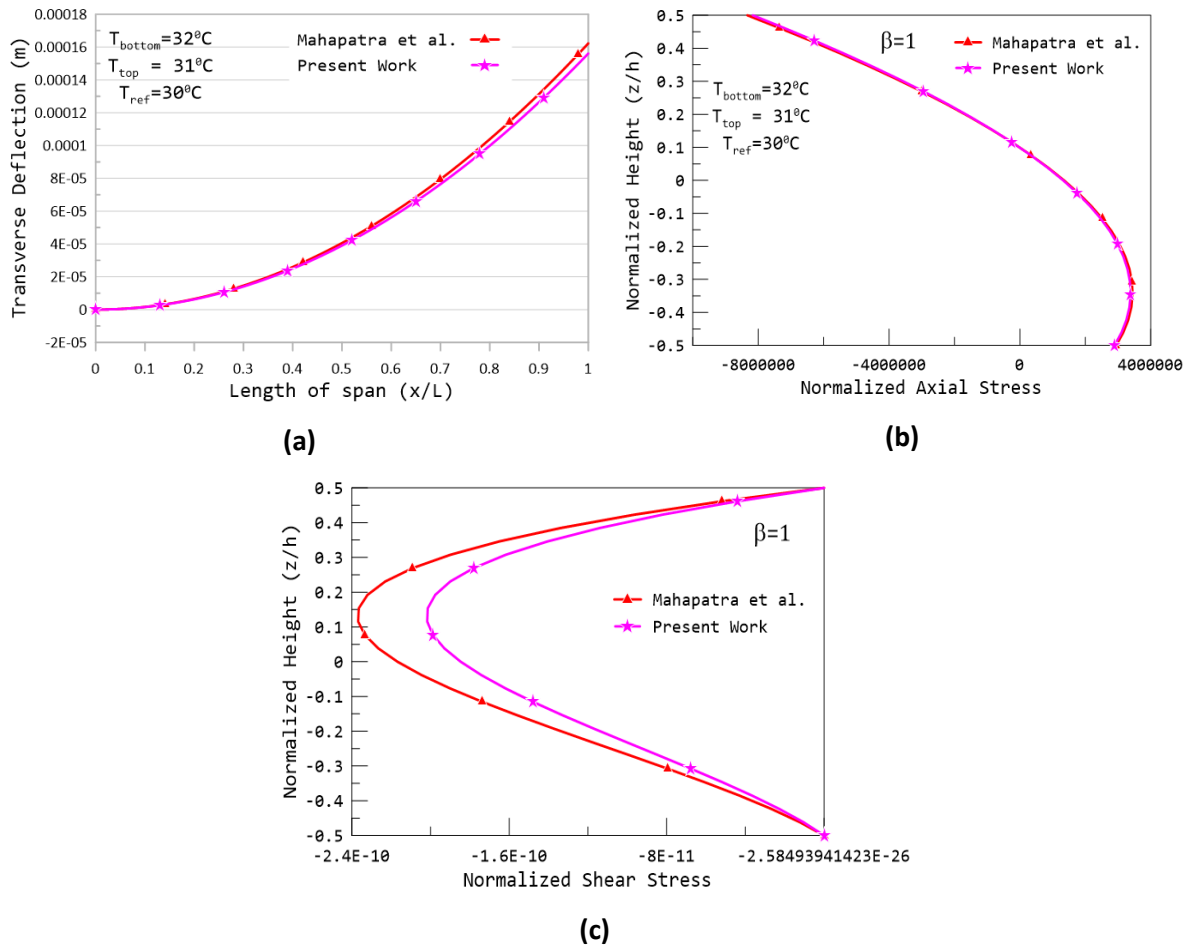 0.00018
0.00016
0.00014
0.00012
0.0001
8E-05
6E-05
4E-05
2E-05
0
-2E-05
Transverse Deflection (m)
T_bottom=32⁰C
T_top = 31⁰C
T_ref=30⁰C
Mahapatra et al.
Present Work
0 0.1 0.2 0.3 0.4 0.5 0.6 0.7 0.8 0.9 1
Length of span (x/L)
(a)
0.5
0.4
0.3
0.2
0.1
0
-0.1
-0.2
-0.3
-0.4
-0.5
Normalized Height (z/h)
β=1
Mahapatra et al.
Present Work
T_bottom=32⁰C
T_top = 31⁰C
T_ref=30⁰C
-8000000 -4000000 0 4000000
Normalized Axial Stress
(b)
0.5
0.4
0.3
0.2
0.1
0
-0.1
-0.2
-0.3
-0.4
-0.5
Normalized Height (z/h)
β=1
Mahapatra et al.
Present Work
-2.4E-10 -1.6E-10 -8E-11 -2.58493941423E-26
Normalized Shear Stress
(c)